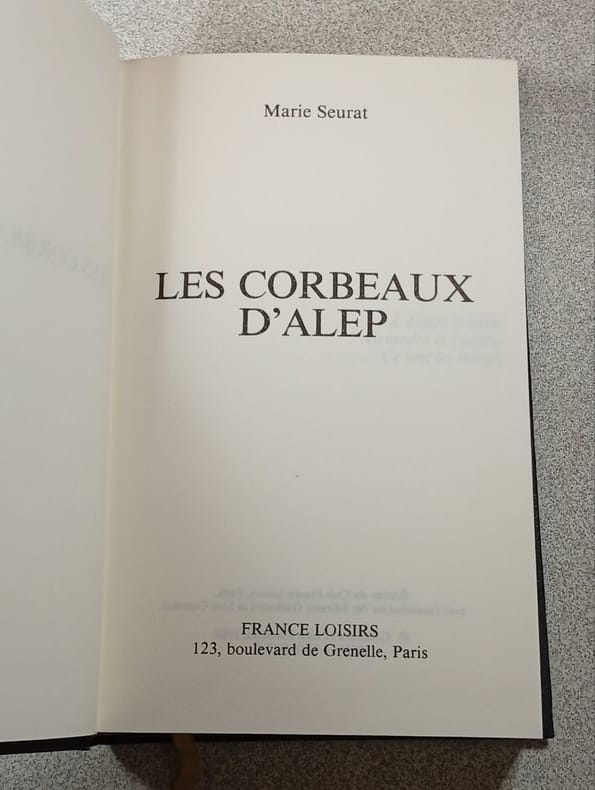 Marie Seurat
LES CORBEAUX
D'ALEP
FRANCE LOISIRS
123, boulevard de Grenelle, Paris